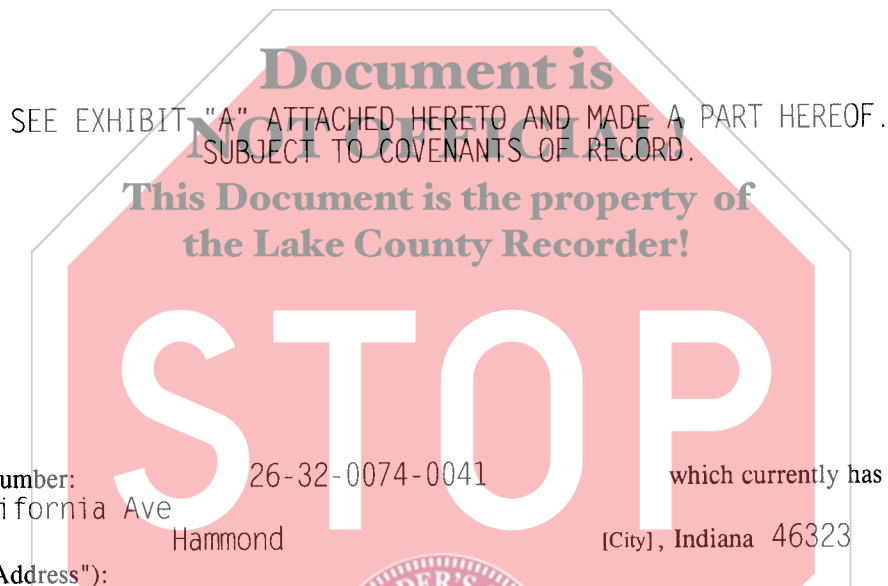 Document is
SEE EXHIBIT "A" ATTACHED HERETO AND MADE A PART HEREOF.
NOT OFFICIAL!
SUBJECT TO COVENANTS OF RECORD.
This Document is the property of
the Lake County Recorder!
STOP
umber: 26-32-0074-0041 which currently has
ifornia Ave
Hammond [City], Indiana 46323
Address"):
DER'S